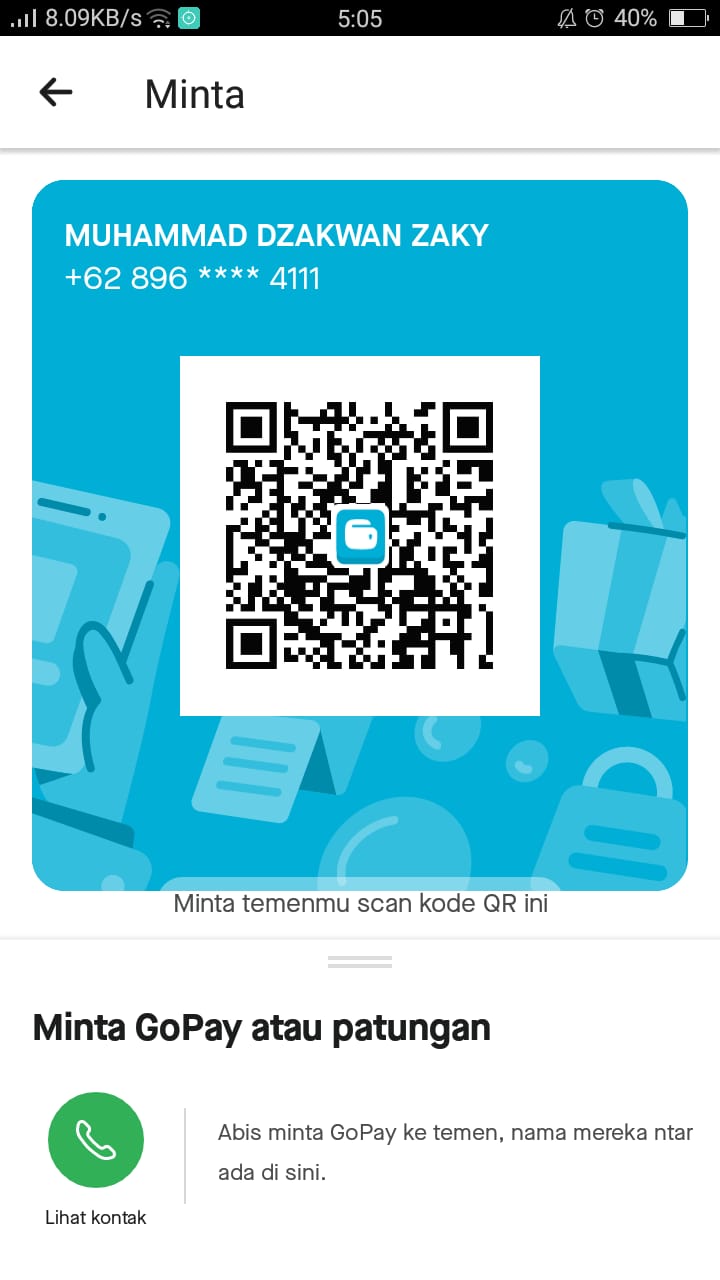 8.09KB/s 5:05 40%
Minta
MUHAMMAD DZAKWAN ZAKY
+62 896 **** 4111
Minta temenmu scan kode QR ini
Minta GoPay atau patungan
Abis minta GoPay ke temen, nama mereka ntar
ada di sini.
Lihat kontak